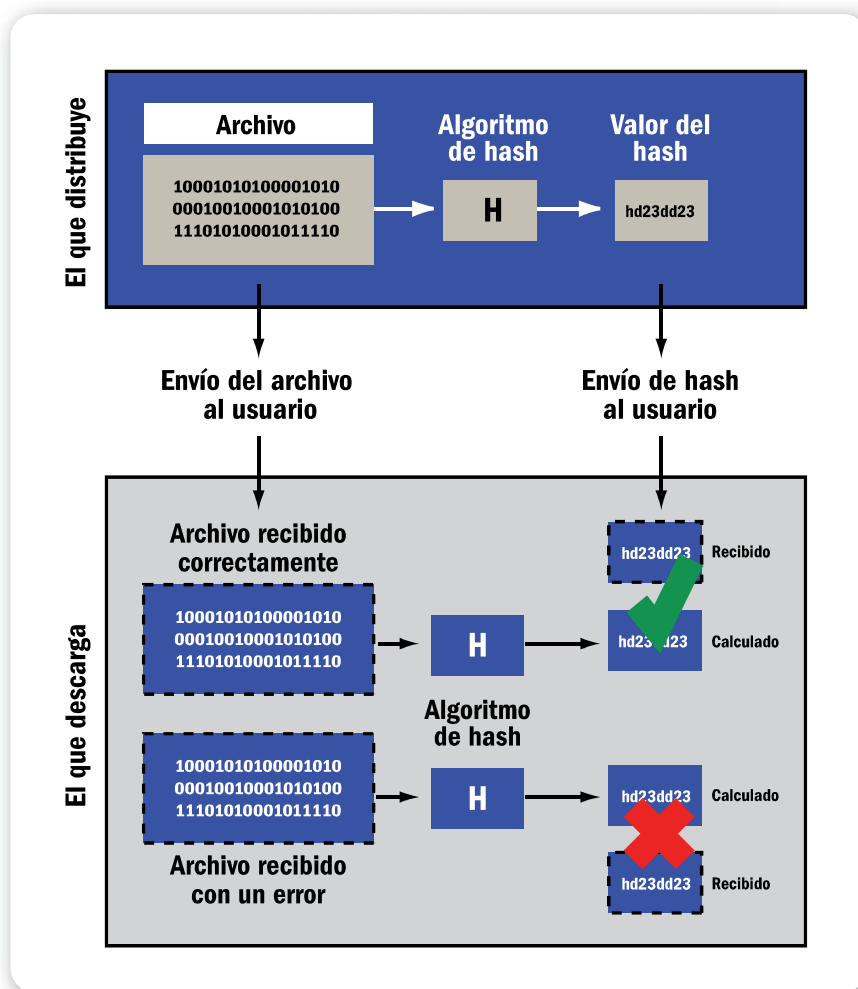 El que distribuye
Archivo
10001010100001010
00010010001010100
11101010001011110
Algoritmo
de hash
H
Valor del
hash
hd23dd23
Envío del archivo
al usuario
Envío de hash
al usuario
El que descarga
Archivo recibido
correctamente
10001010100001010
00010010001010100
11101010001011110
H
hd23dd23
Recibido
hd23dd23
Calculado
Algoritmo
de hash
10001010100001010
00010010001010100
11101010001011110
H
hd23dd23
Calculado
hd23dd23
Recibido
Archivo recibido
con un error